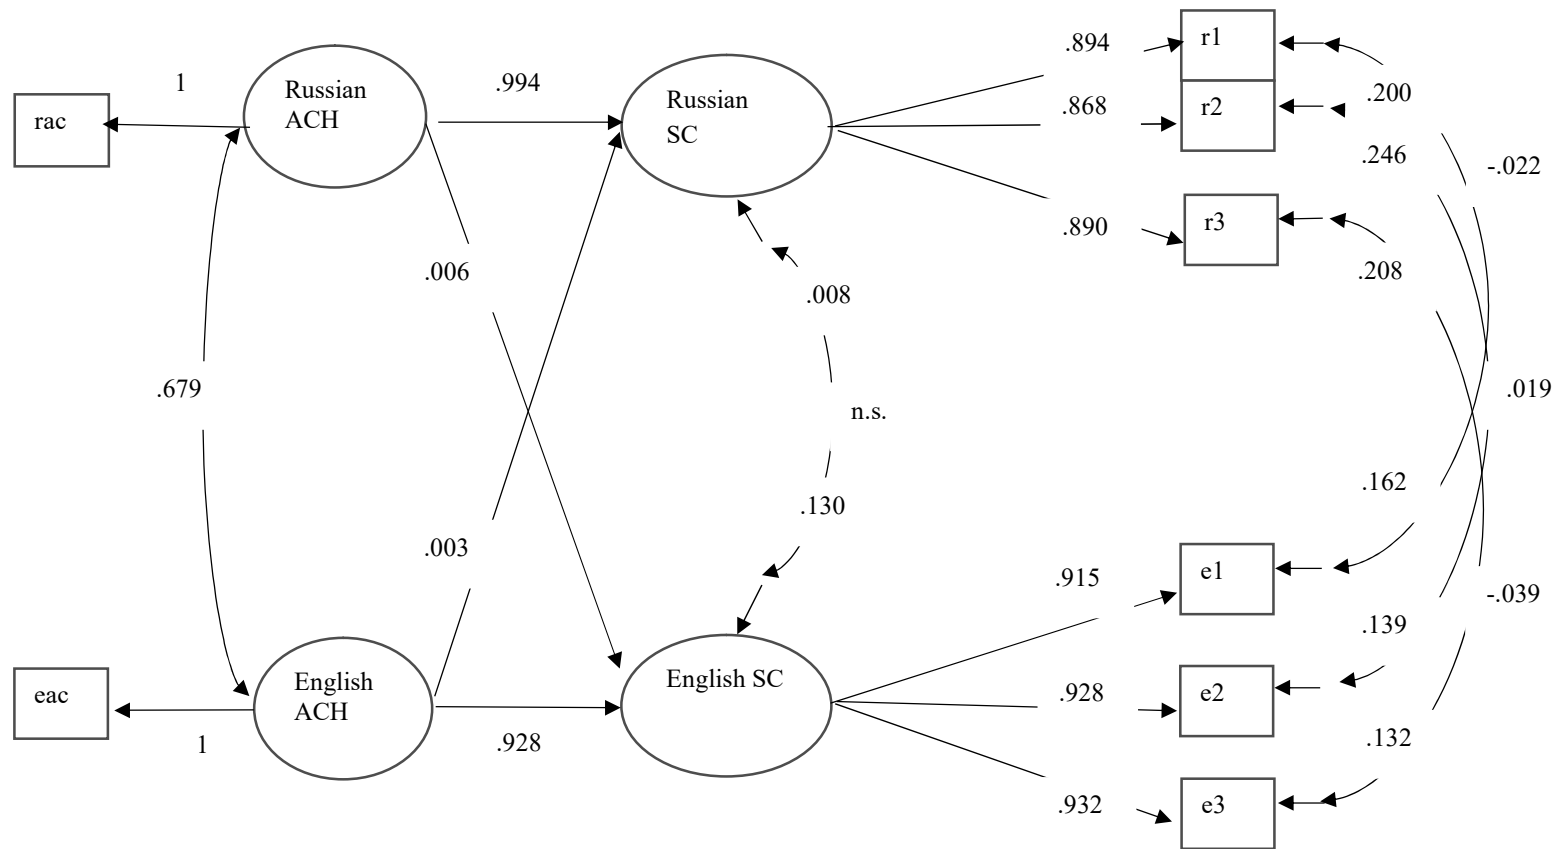 .894
r1
1
Russian
ACH
.994
Russian
SC
.200
rac
.868
r2
.246
-.022
.890
r3
.006
.208
.008
.679
n.s.
.019
.162
.130
.003
.915
e1
-.039
.139
English
ACH
English SC
.928
e2
eac
1
.928
.132
.932
e3